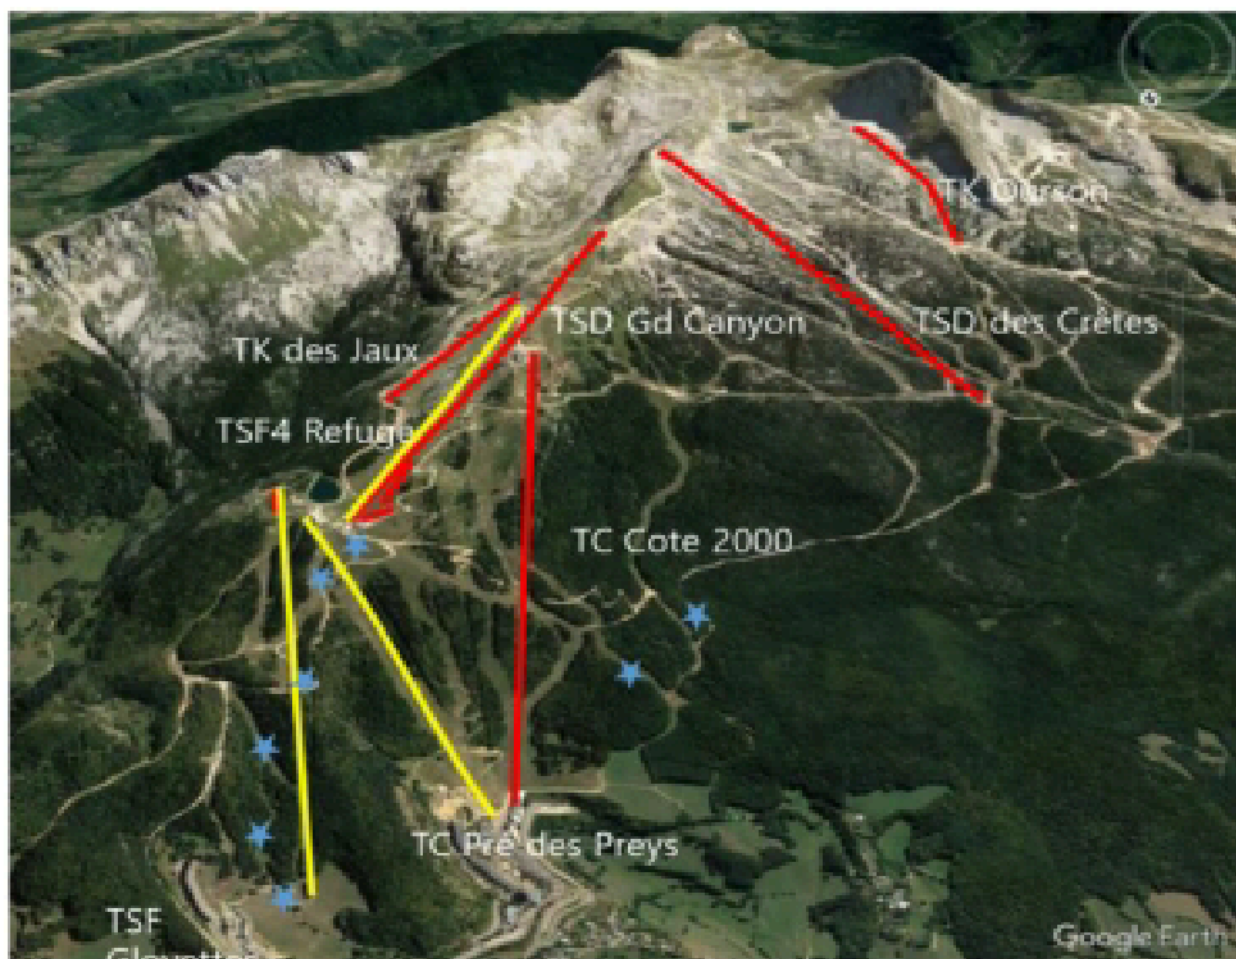 TK Ourson
TSD Gd Canyon
TSD des Crêtes
TK des Jaux
TSF4 Refuge
TC Cote 2000
TC Pré des Preys
TSF
Glovettes
Google Earth